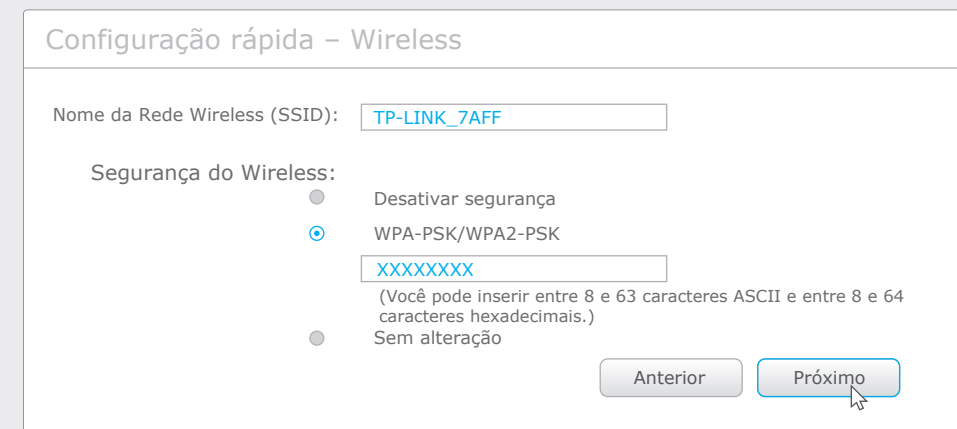 Configuração rápida – Wireless
Nome da Rede Wireless (SSID): TP-LINK_7AFF
Segurança do Wireless:
Desativar segurança
WPA-PSK/WPA2-PSK
XXXXXXXX
(Você pode inserir entre 8 e 63 caracteres ASCII e entre 8 e 64
caracteres hexadecimais.)
Sem alteração
Anterior Próximo